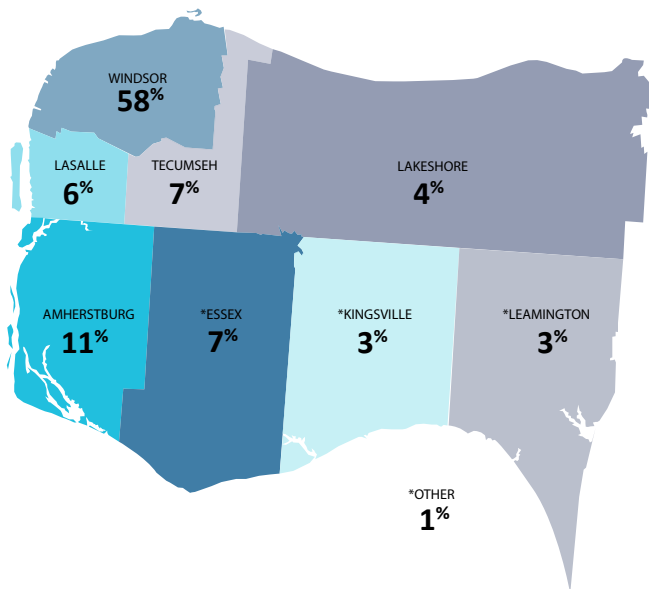 WINDSOR
58%
LASALLE
6%
TECUMSEH
7%
LAKESHORE
4%
AMHERSTBURG
11%
*ESSEX
7%
*KINGSVILLE
3%
*LEAMINGTON
3%
*OTHER
1%